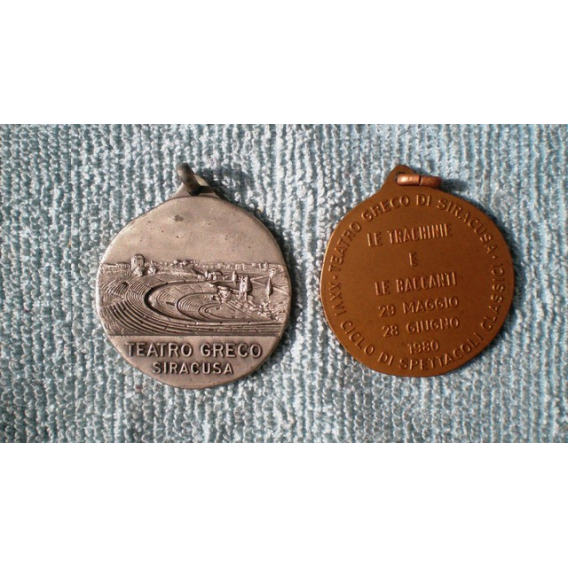 TEATRO GRECO
SIRACUSA
XXVI • TEATRO GRECO DI SIRACUSA •
CICLO DI SPETTACOLI CLASSICI
LE TRACHINIE
E
LE BACCANTI
29 MAGGIO
28 GIUGNO
1980